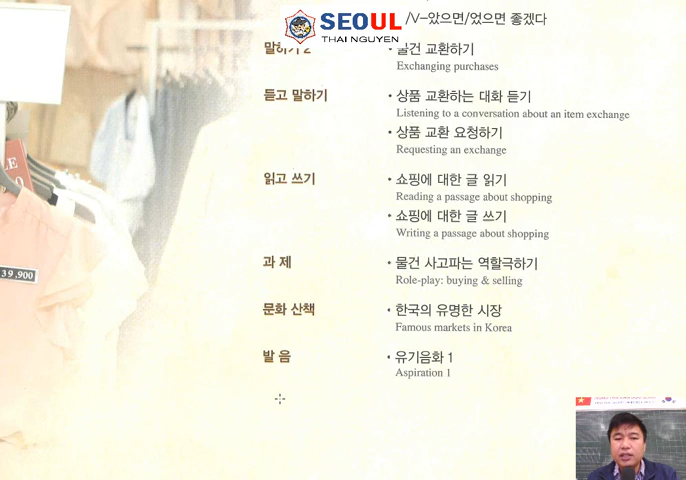 SEOUL
THAI NGUYEN
/V–았으면/었으면 좋겠다
말하기 2
• 물건 교환하기
Exchanging purchases
듣고 말하기
• 상품 교환하는 대화 듣기
Listening to a conversation about an item exchange
• 상품 교환 요청하기
Requesting an exchange
읽고 쓰기
• 쇼핑에 대한 글 읽기
Reading a passage about shopping
• 쇼핑에 대한 글 쓰기
Writing a passage about shopping
과 제
• 물건 사고파는 역할극하기
Role-play: buying & selling
문화 산책
• 한국의 유명한 시장
Famous markets in Korea
발 음
• 유기음화 1
Aspiration 1
39,900